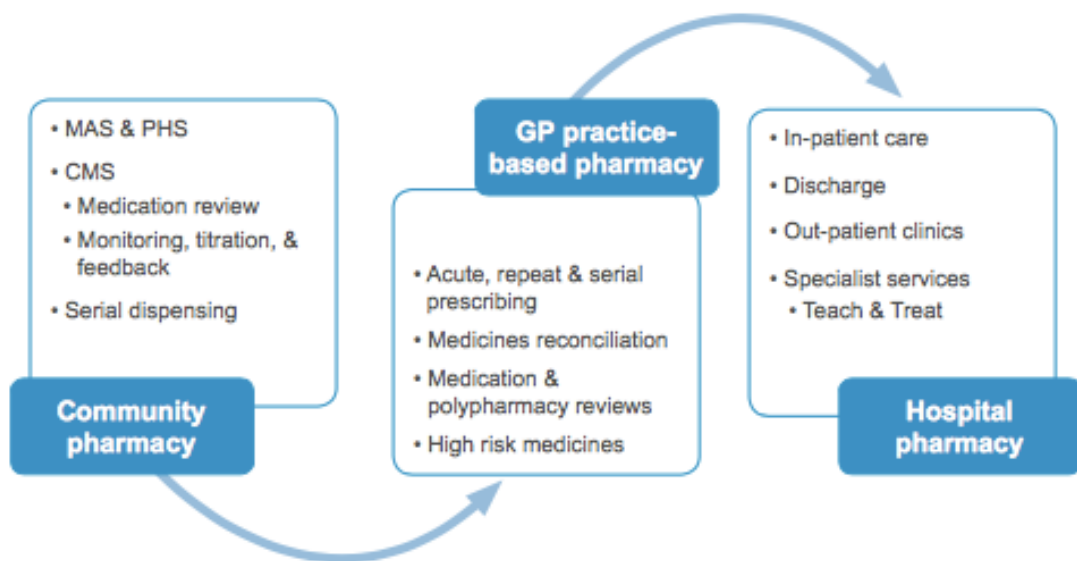 • MAS & PHS
• CMS
• Medication review
• Monitoring, titration, &
feedback
• Serial dispensing
Community
pharmacy
GP practice-
based pharmacy
• Acute, repeat & serial
prescribing
• Medicines reconciliation
• Medication &
polypharmacy reviews
• High risk medicines
• In-patient care
• Discharge
• Out-patient clinics
• Specialist services
• Teach & Treat
Hospital
pharmacy